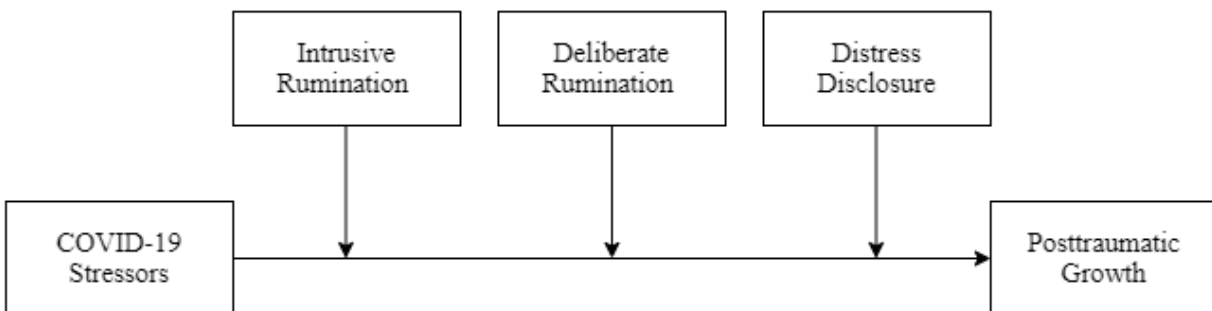 Intrusive
Rumination
Deliberate
Rumination
Distress
Disclosure
COVID-19
Stressors
Posttraumatic
Growth